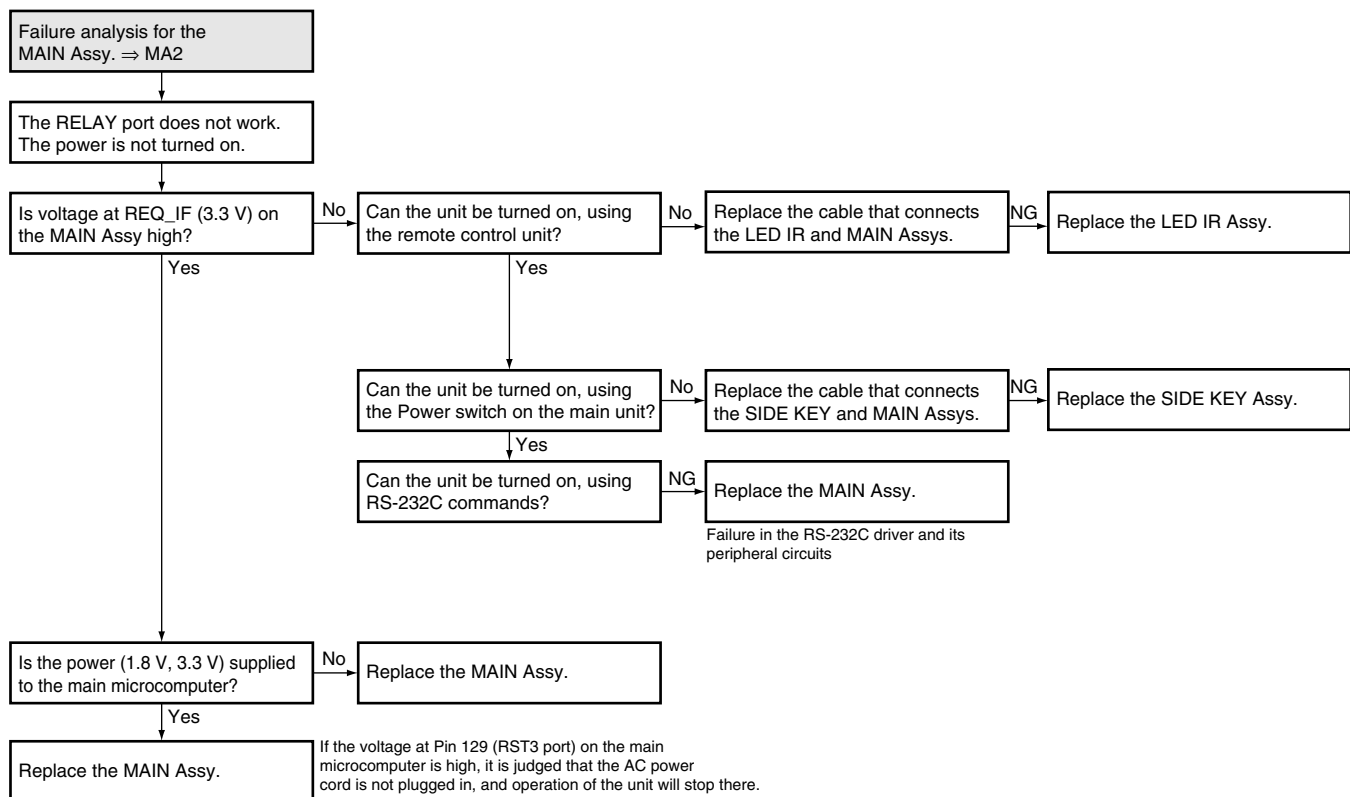 Failure analysis for the
MAIN Assy. ⇒ MA2
The RELAY port does not work.
The power is not turned on.
Is voltage at REQ_IF (3.3 V) on
the MAIN Assy high?
No
Can the unit be turned on, using
the remote control unit?
No
Replace the cable that connects
the LED IR and MAIN Assys.
NG
Replace the LED IR Assy.
Yes
Yes
Can the unit be turned on, using
the Power switch on the main unit?
No
Replace the cable that connects
the SIDE KEY and MAIN Assys.
NG
Replace the SIDE KEY Assy.
Yes
Can the unit be turned on, using
RS-232C commands?
NG
Replace the MAIN Assy.
Failure in the RS-232C driver and its
peripheral circuits
Is the power (1.8 V, 3.3 V) supplied
to the main microcomputer?
No
Replace the MAIN Assy.
Yes
Replace the MAIN Assy.
If the voltage at Pin 129 (RST3 port) on the main
microcomputer is high, it is judged that the AC power
cord is not plugged in, and operation of the unit will stop there.